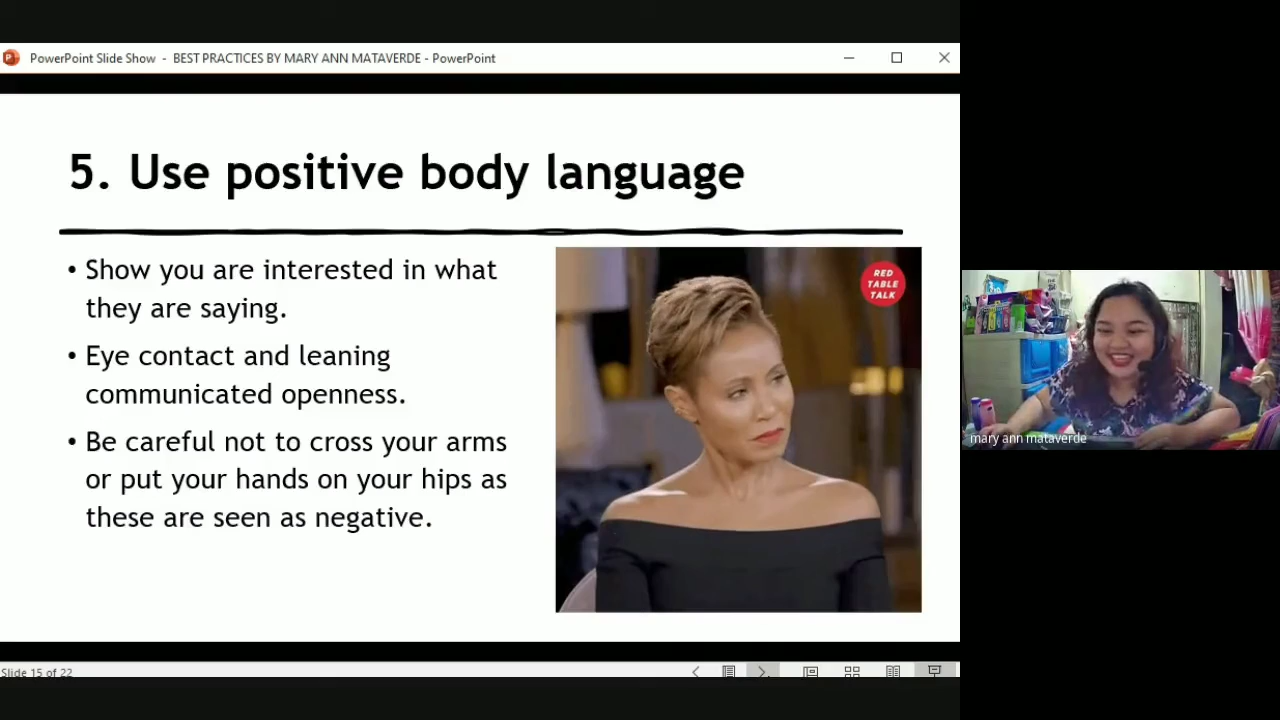 PowerPoint Slide Show - BEST PRACTICES BY MARY ANN MATAVERDE - PowerPoint
5. Use positive body language
• Show you are interested in what
they are saying.
• Eye contact and leaning
communicated openness.
• Be careful not to cross your arms
or put your hands on your hips as
these are seen as negative.
RED
TABLE
TALK
mary ann mataverde
Slide 15 of 22